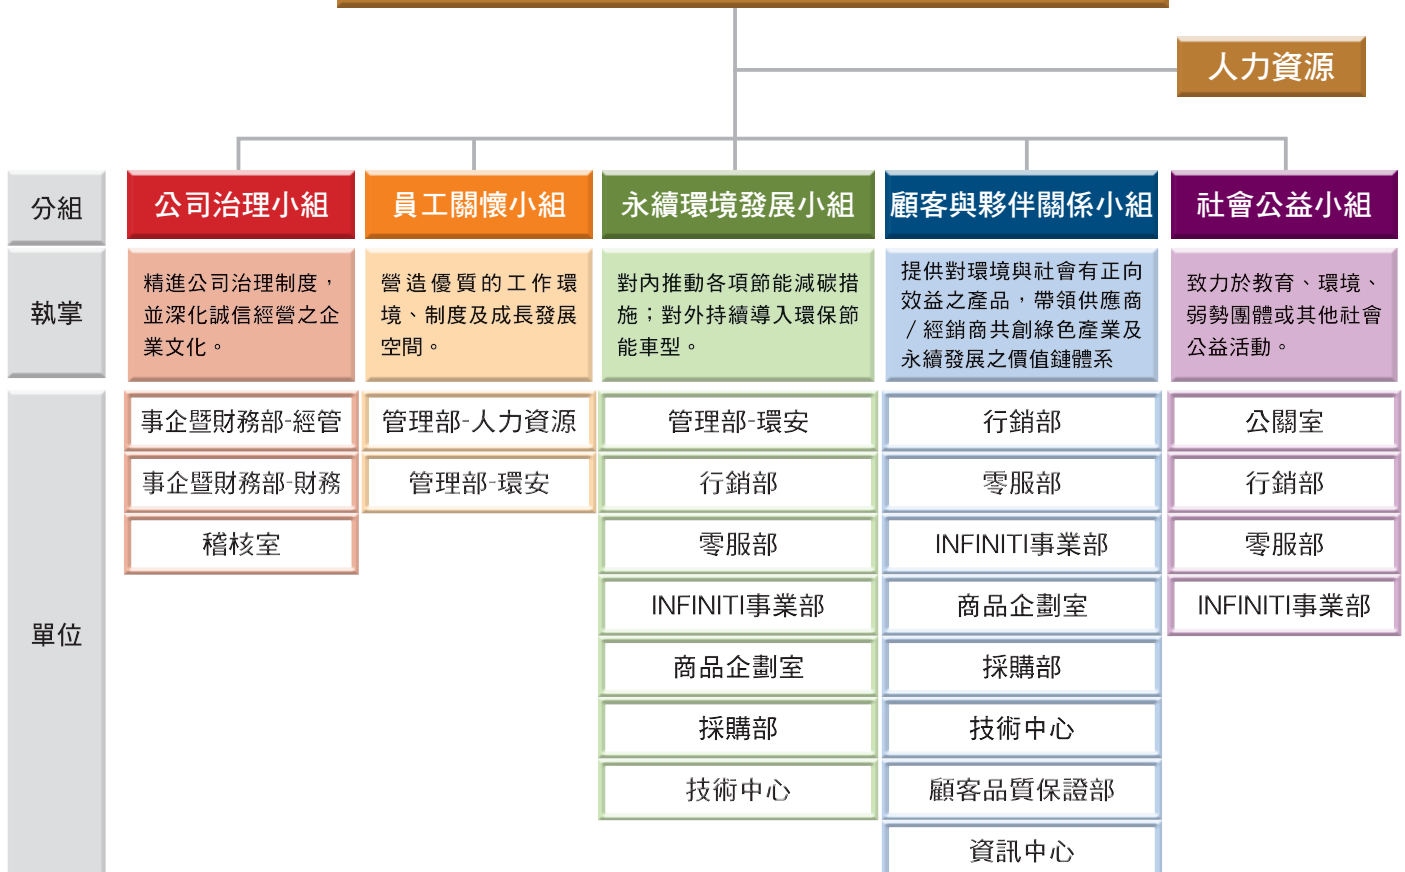 人力資源
分組
公司治理小組
員工關懷小組
永續環境發展小組
顧客與夥伴關係小組
社會公益小組
執掌
精進公司治理制度，
並深化誠信經營之企
業文化。
營造優質的工作環
境、制度及成長發展
空間。
對內推動各項節能減碳措
施；對外持續導入環保節
能車型。
提供對環境與社會有正向
效益之產品，帶領供應商
／經銷商共創綠色產業及
永續發展之價值鏈體系
致力於教育、環境、
弱勢團體或其他社會
公益活動。
單位
事企暨財務部-經管
事企暨財務部-財務
稽核室
管理部-人力資源
管理部-環安
管理部-環安
行銷部
零服部
INFINITI事業部
商品企劃室
採購部
技術中心
行銷部
零服部
INFINITI事業部
商品企劃室
採購部
技術中心
顧客品質保證部
資訊中心
公關室
行銷部
零服部
INFINITI事業部